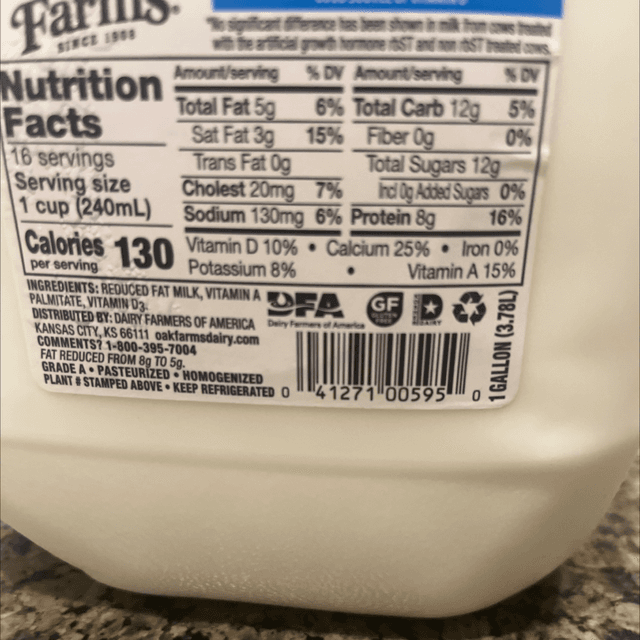 Farms.
SINCE 1908
*No significant difference has been shown in milk from cows treated
with the artificial growth hormone rbST and non rbST treated cows.
Nutrition Facts
16 servings
Serving size
1 cup (240mL)
Calories 130
per serving
Amount/serving % DV Amount/serving % DV
Total Fat 5g 6% Total Carb 12g 5%
Sat Fat 3g 15% Fiber 0g 0%
Trans Fat 0g Total Sugars 12g
Cholest 20mg 7% Incl 0g Added Sugars 0%
Sodium 130mg 6% Protein 8g 16%
Vitamin D 10% • Calcium 25% • Iron 0%
Potassium 8% • Vitamin A 15%
INGREDIENTS: REDUCED FAT MILK, VITAMIN A
PALMITATE, VITAMIN D3.
DISTRIBUTED BY: DAIRY FARMERS OF AMERICA
KANSAS CITY, KS 66111 oakfarmsdairy.com
COMMENTS? 1-800-395-7004
FAT REDUCED FROM 8g TO 5g.
GRADE A • PASTEURIZED • HOMOGENIZED
PLANT # STAMPED ABOVE • KEEP REFRIGERATED
DFA
Dairy Farmers of America
GF
D
DAIRY
0 41271 00595 0
1 GALLON (3.78L)